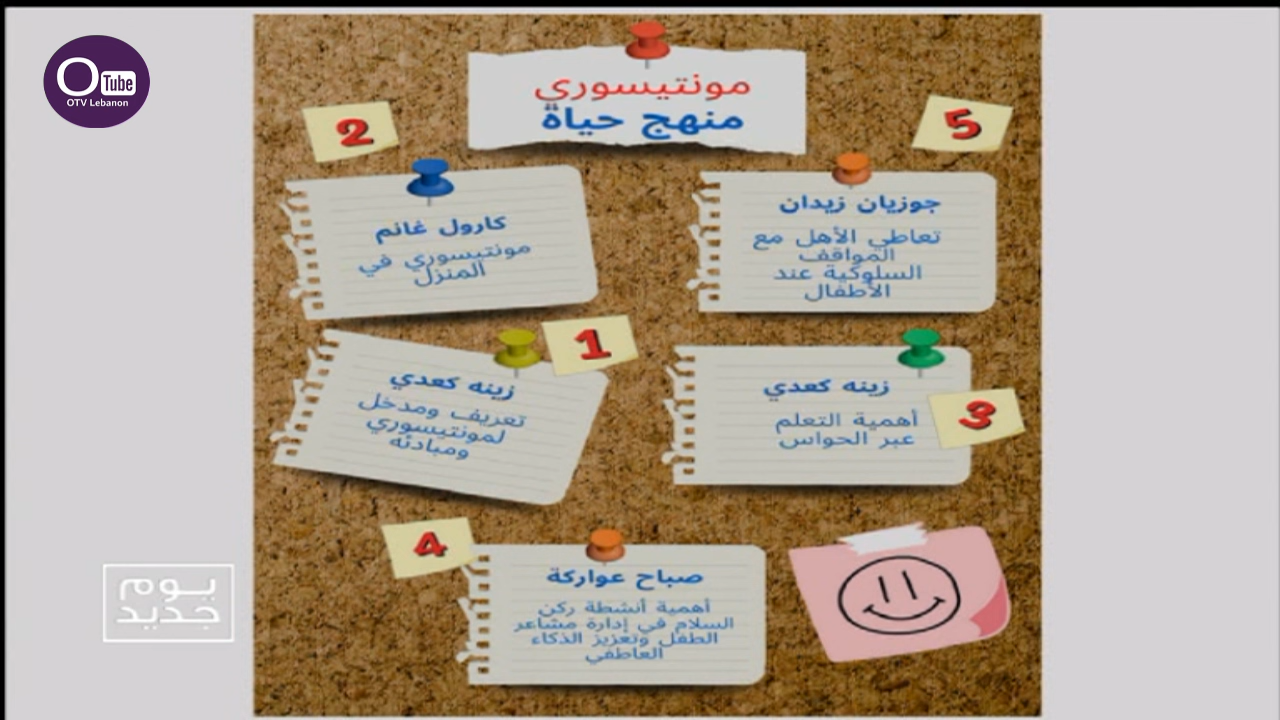 O Tube
OTV Lebanon
مونتيسوري
منهج حياة
5
جوزيان زيدان
تعاطي الأهل مع
المواقف
السلوكية عند
الأطفال
2
كارول غانم
مونتيسوري في
المنزل
3
زينه كعدي
أهمية التعلم
عبر الحواس
1
زينه كعدي
تعريف ومدخل
لمونتيسوري
ومبادئه
4
صباح عواركة
أهمية أنشطة ركن
السلام في إدارة مشاعر
الطفل وتعزيز الذكاء
العاطفي
يوم
جديد